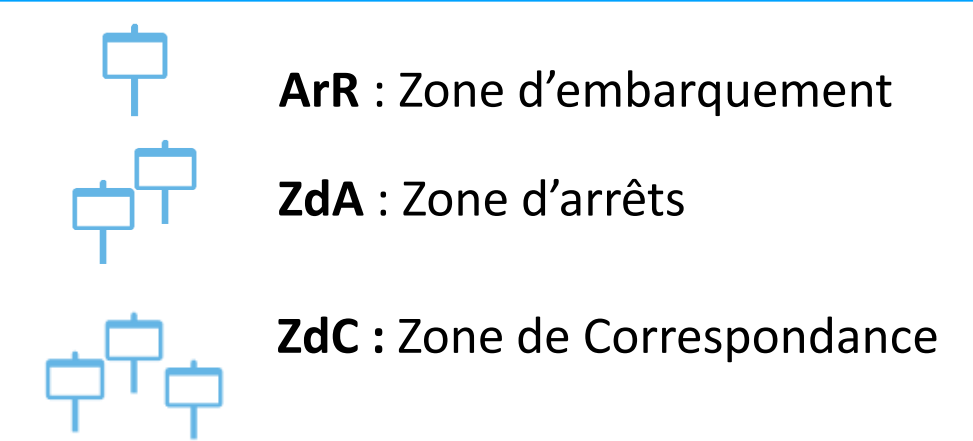 ArR : Zone d’embarquement
ZdA : Zone d’arrêts
ZdC : Zone de Correspondance